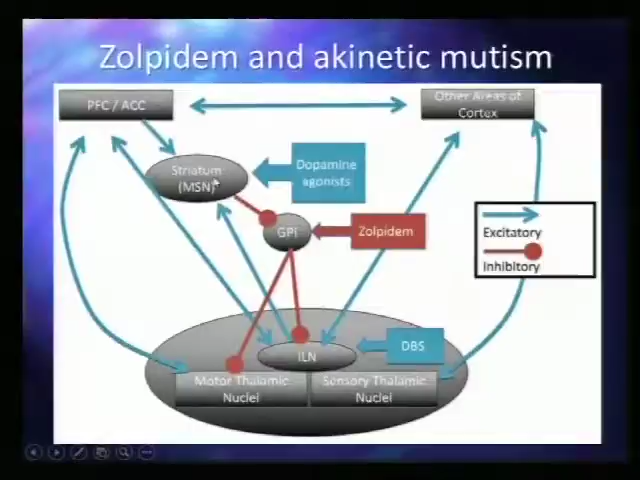 Zolpidem and akinetic mutism
PFC / ACC
Other Areas of
Cortex
Striatum
(MSN)
Dopamine
agonists
GPi
Zolpidem
Excitatory
Inhibitory
ILN
DBS
Motor Thalamic
Nuclei
Sensory Thalamic
Nuclei